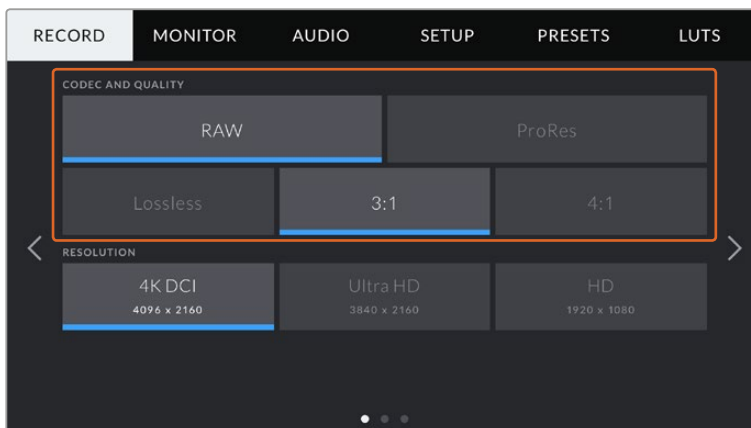 RECORD MONITOR AUDIO SETUP PRESETS LUTS
CODEC AND QUALITY
RAW ProRes
Lossless 3:1 4:1
RESOLUTION
4K DCI Ultra HD HD
4096 x 2160 3840 x 2160 1920 x 1080